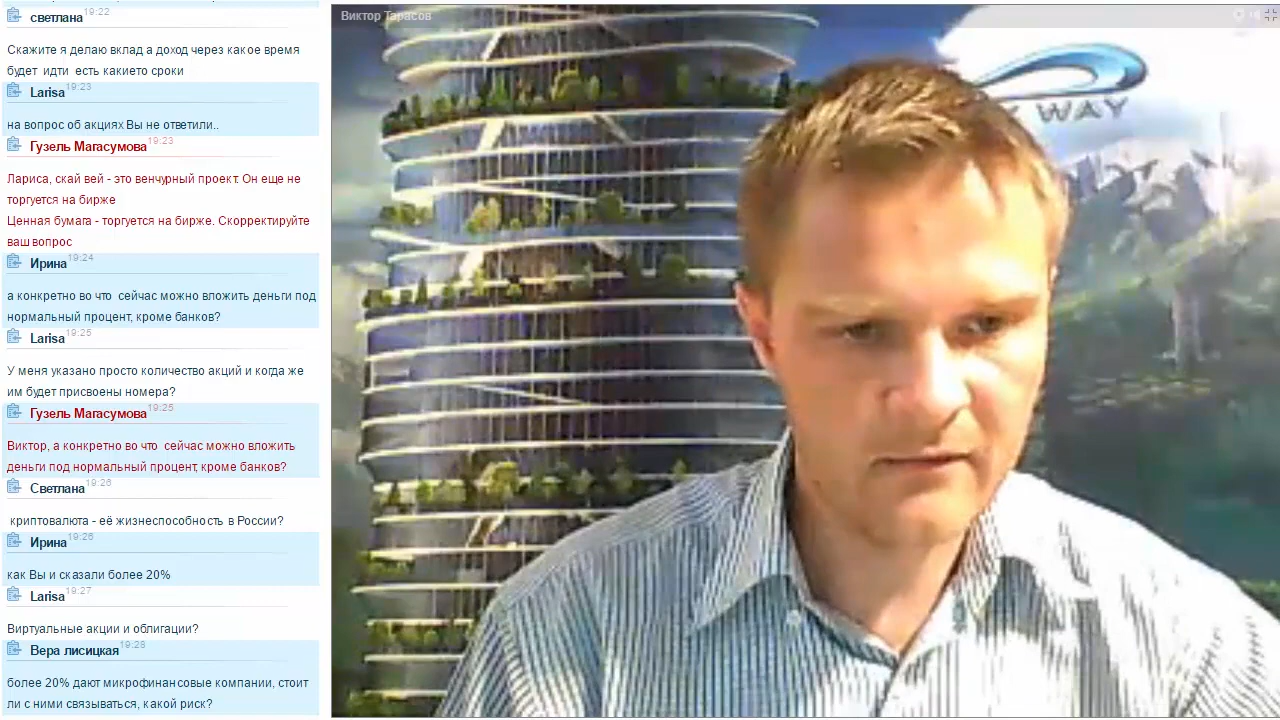 светлана 19:23
Скажите я делаю вклад а доход через какое время
будет идти есть какието сроки
Larisa 19:23
на вопрос об акциях Вы не ответили..
Гузель Магасумова 19:23
Лариса, скай вей - это венчурный проект. Он еще не
торгуется на бирже
Ценная бумага - торгуется на бирже. Скорректируйте
ваш вопрос
Ирина 19:24
а конкретно во что сейчас можно вложить деньги под
нормальный процент, кроме банков?
Larisa 19:25
У меня указано просто количество акций и когда же
им будет присвоены номера?
Гузель Магасумова 19:25
Виктор, а конкретно во что сейчас можно вложить
деньги под нормальный процент, кроме банков?
Светлана 19:26
криптовалюта - её жизнеспособность в России?
Ирина 19:26
как Вы и сказали более 20%
Larisa 19:27
Виртуальные акции и облигации?
Вера лисицкая 19:28
более 20% дают микрофинансовые компании, стоит
ли с ними связываться, какой риск?
Виктор Тарасов
WAY